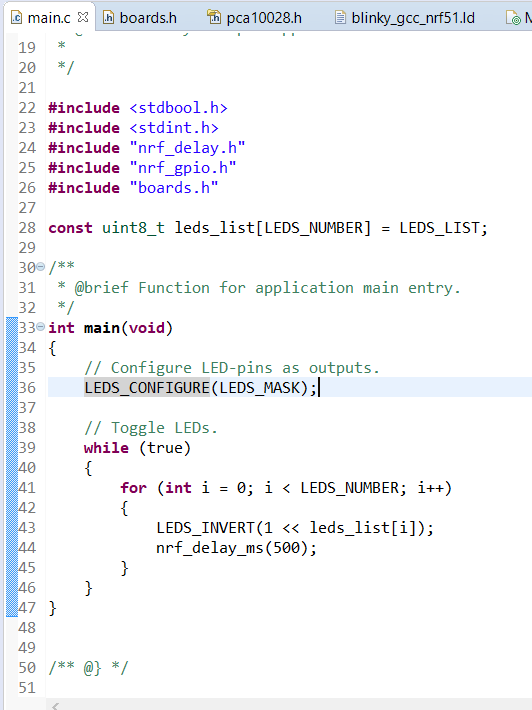 main.c boards.h pca10028.h blinky_gcc_nrf51.ld
19 *
20 */
21
22 #include <stdbool.h>
23 #include <stdint.h>
24 #include "nrf_delay.h"
25 #include "nrf_gpio.h"
26 #include "boards.h"
27
28 const uint8_t leds_list[LEDS_NUMBER] = LEDS_LIST;
29
30 /**
31 * @brief Function for application main entry.
32 */
33 int main(void)
34 {
35 // Configure LED-pins as outputs.
36 LEDS_CONFIGURE(LEDS_MASK);
37
38 // Toggle LEDs.
39 while (true)
40 {
41 for (int i = 0; i < LEDS_NUMBER; i++)
42 {
43 LEDS_INVERT(1 << leds_list[i]);
44 nrf_delay_ms(500);
45 }
46 }
47 }
48
49
50 /** @} */
51